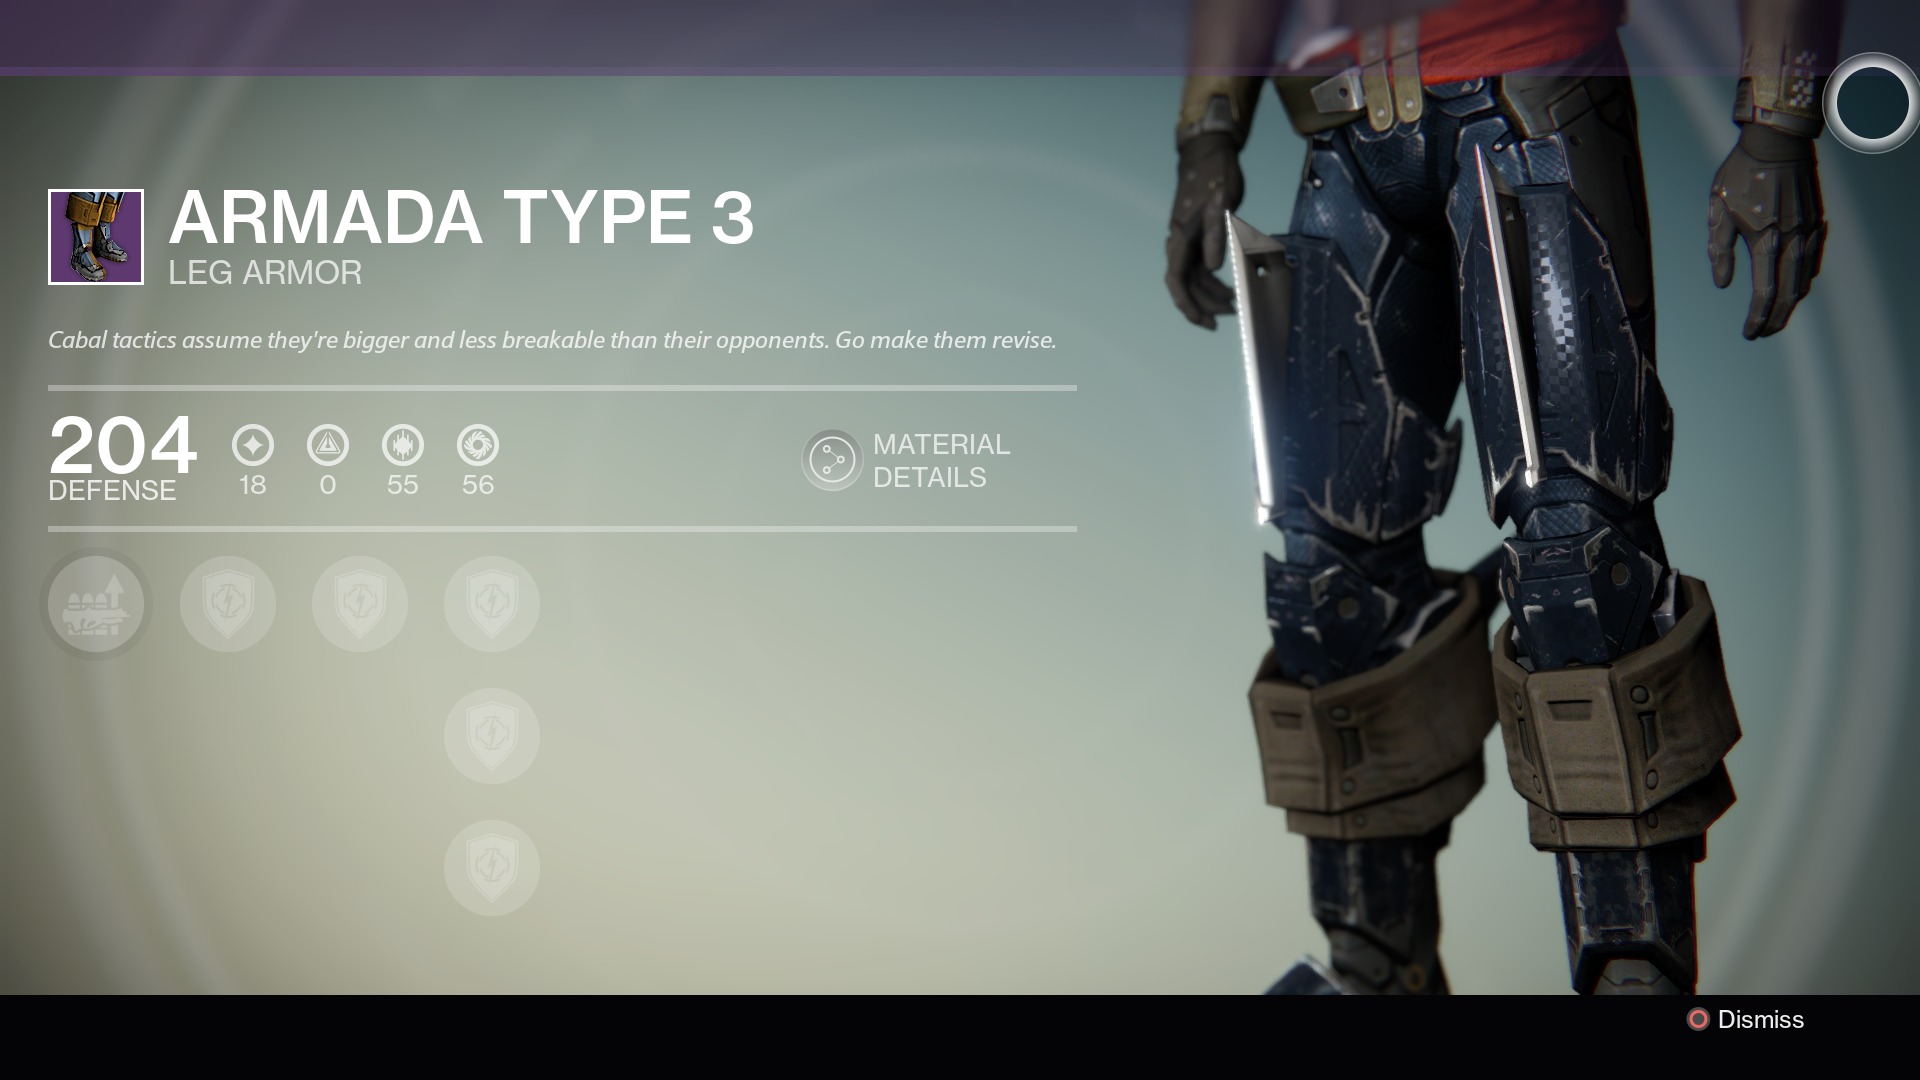 ARMADA TYPE 3
LEG ARMOR
Cabal tactics assume they're bigger and less breakable than their opponents. Go make them revise.
204
DEFENSE
18
0
55
56
MATERIAL
DETAILS
Dismiss